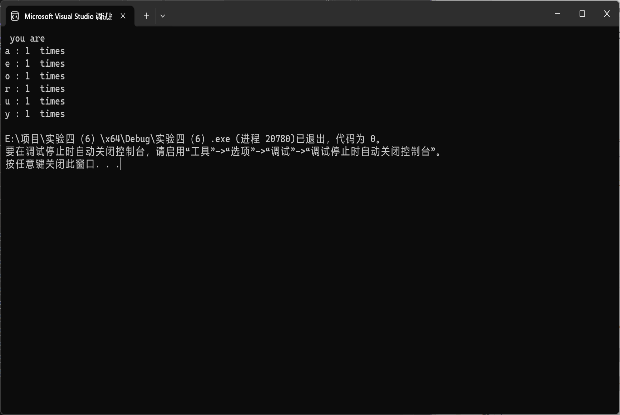 Microsoft Visual Studio 调试控
you are
a : 1 times
e : 1 times
o : 1 times
r : 1 times
u : 1 times
y : 1 times
E:\项目\实验四（6）\x64\Debug\实验四（6）.exe (进程 20780)已退出，代码为 0。
要在调试停止时自动关闭控制台，请启用“工具”->“选项”->“调试”->“调试停止时自动关闭控制台”。
按任意键关闭此窗口. . .